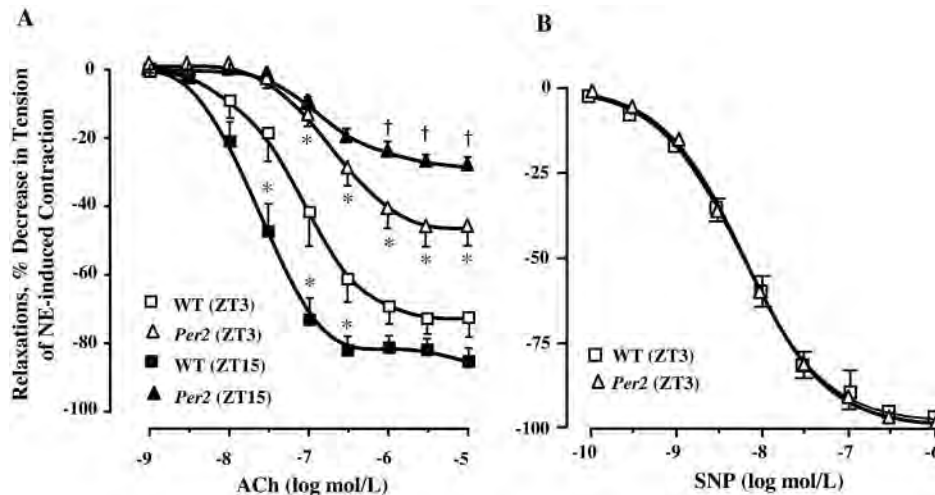 A
Relaxations, % Decrease in Tension
of NE-induced Contraction
0
-20
-40
-60
-80
-100
†
†
†
*
*
*
*
*
*
*
*
WT (ZT3)
Per2 (ZT3)
WT (ZT15)
Per2 (ZT15)
-9
-8
-7
-6
-5
ACh (log mol/L)
B
0
-25
-50
-75
-100
WT (ZT3)
Per2 (ZT3)
-10
-9
-8
-7
-6
SNP (log mol/L)